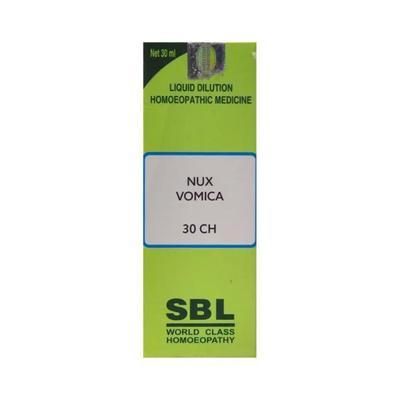 Net 30 ml
LIQUID DILUTION
HOMOEOPATHIC MEDICINE
NUX
VOMICA
30 CH
SBL
WORLD CLASS
HOMOEOPATHY